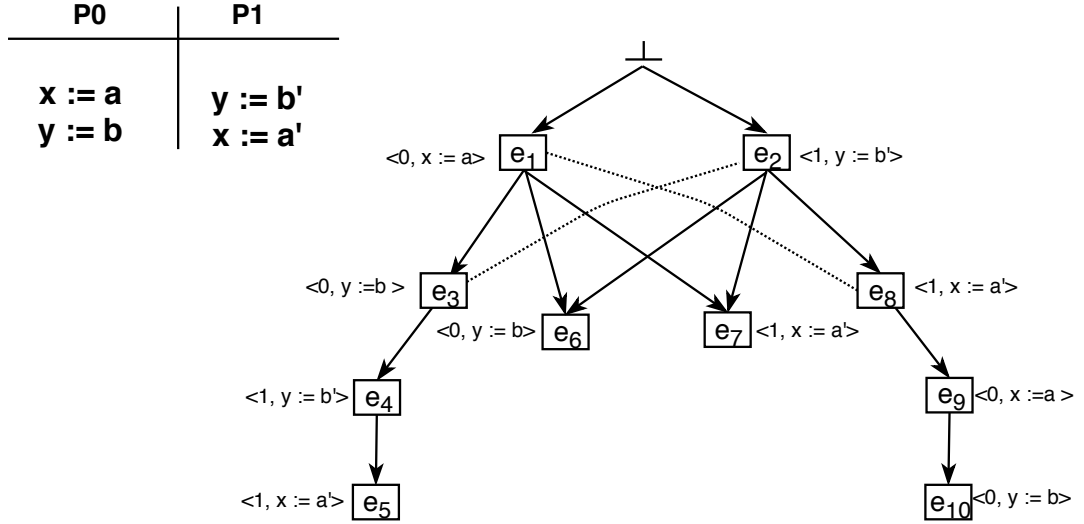 P0 P1
x := a y := b'
y := b x := a'
⊥
<0, x := a> e1 e2 <1, y := b'>
<0, y :=b > e3 e8 <1, x := a'>
<0, y := b> e6 e7 <1, x := a'>
<1, y := b'> e4 e9 <0, x :=a >
<1, x := a'> e5 e10 <0, y := b>